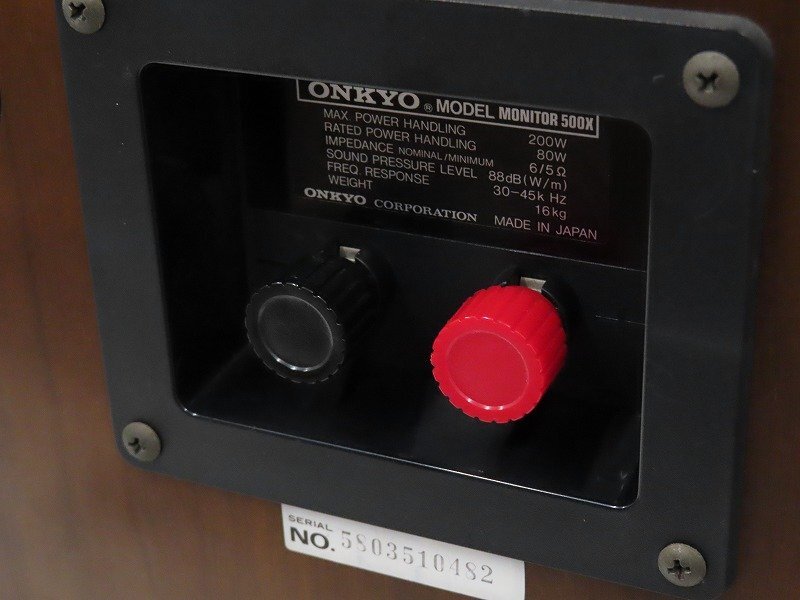 ONKYO® MODEL MONITOR 500X
MAX. POWER HANDLING 200W
RATED POWER HANDLING 80W
IMPEDANCE NOMINAL/MINIMUM 6/5Ω
SOUND PRESSURE LEVEL 88dB(W/m)
FREQ RESPONSE 30-45k Hz
WEIGHT 16kg
ONKYO CORPORATION MADE IN JAPAN
SERIAL
NO. 5803510482